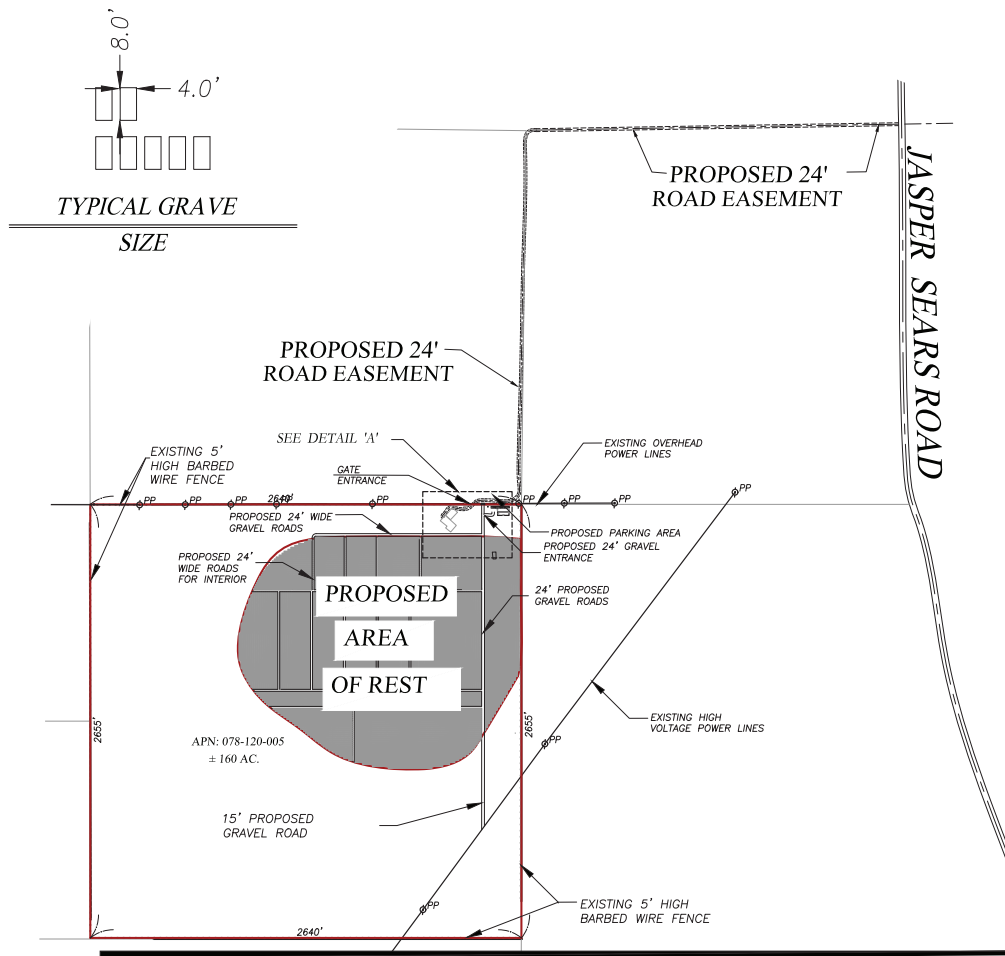 8.0'
4.0'
TYPICAL GRAVE
SIZE
PROPOSED 24'
ROAD EASEMENT
JASPER SEARS ROAD
PROPOSED 24'
ROAD EASEMENT
SEE DETAIL 'A'
EXISTING 5'
HIGH BARBED
WIRE FENCE
GATE
ENTRANCE
EXISTING OVERHEAD
POWER LINES
PP
PP
PP
PP
2640'
PP
PP
PP
PP
PP
PROPOSED 24' WIDE
GRAVEL ROADS
PROPOSED PARKING AREA
PROPOSED 24' GRAVEL
ENTRANCE
PROPOSED 24'
WIDE ROADS
FOR INTERIOR
24' PROPOSED
GRAVEL ROADS
PROPOSED
AREA
OF REST
2655'
2655'
EXISTING HIGH
VOLTAGE POWER LINES
PP
APN: 078-120-005
± 160 AC.
15' PROPOSED
GRAVEL ROAD
PP
EXISTING 5' HIGH
BARBED WIRE FENCE
2640'